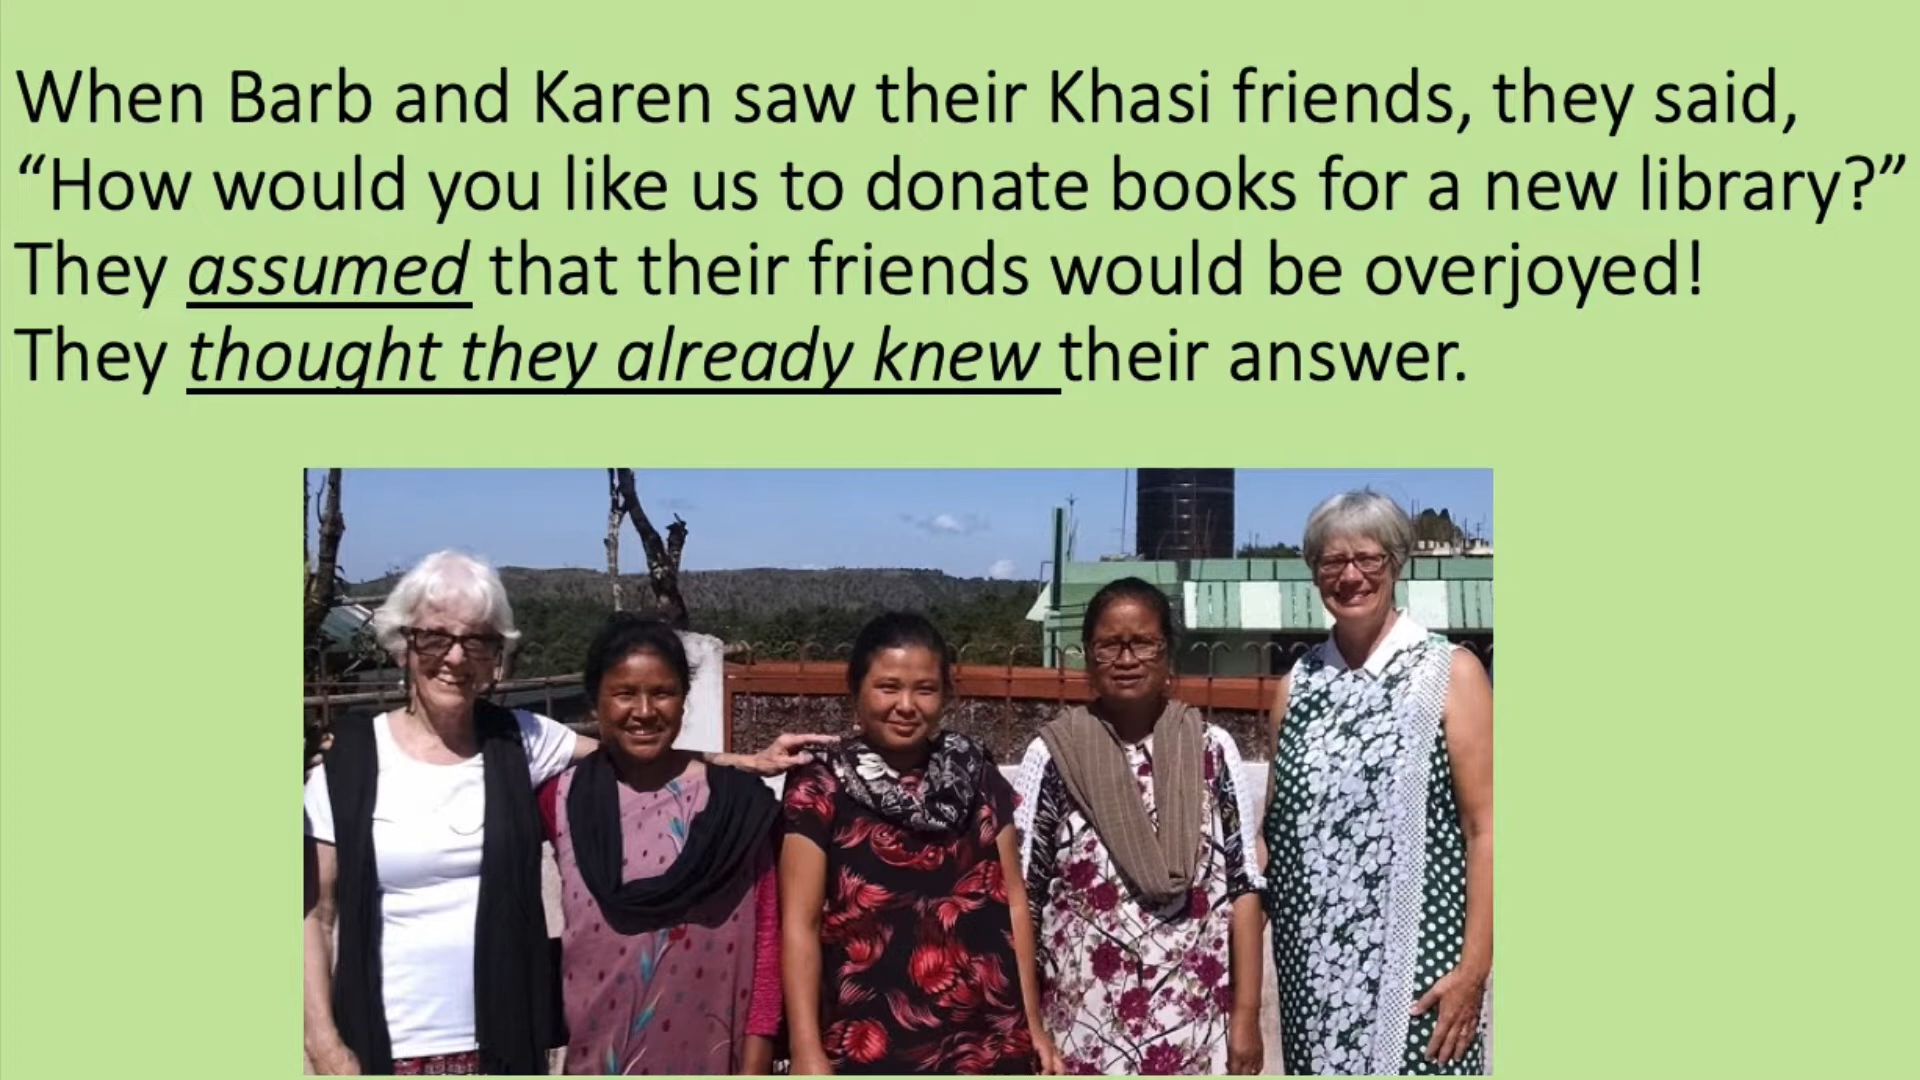 When Barb and Karen saw their Khasi friends, they said,
“How would you like us to donate books for a new library?”
They assumed that their friends would be overjoyed!
They thought they already knew their answer.